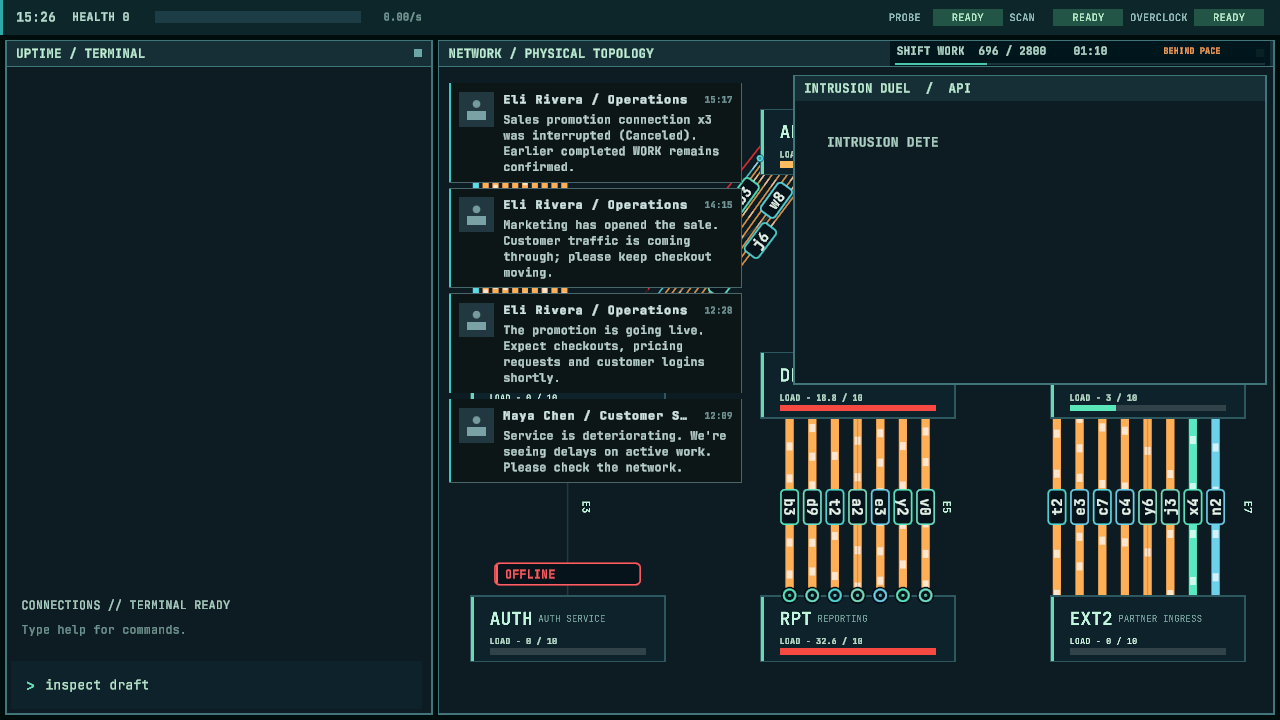 15:26 HEALTH 0 0.00/s PROBE READY SCAN READY OVERCLOCK READY
UPTIME / TERMINAL
NETWORK / PHYSICAL TOPOLOGY
SHIFT WORK 696 / 2800 01:10 BEHIND PACE
INTRUSION DUEL / API
INTRUSION DETE
Eli Rivera / Operations 15:17
Sales promotion connection x3
was interrupted (Canceled).
Earlier completed WORK remains
confirmed.
Eli Rivera / Operations 14:15
Marketing has opened the sale.
Customer traffic is coming
through; please keep checkout
moving.
w8
j6
Eli Rivera / Operations 12:28
The promotion is going live.
Expect checkouts, pricing
requests and customer logins
shortly.
LOAD - 18.8 / 10
LOAD - 3 / 10
Maya Chen / Customer S… 12:09
Service is deteriorating. We're
seeing delays on active work.
Please check the network.
E3
h3 d9 t2 a2 e3 y2 v0 E5
t2 e3 c7 c4 y6 j3 x4 n2 E7
OFFLINE
AUTH AUTH SERVICE
LOAD - 0 / 10
RPT REPORTING
LOAD - 32.6 / 10
EXT2 PARTNER INGRESS
LOAD - 0 / 10
CONNECTIONS // TERMINAL READY
Type help for commands.
> inspect draft